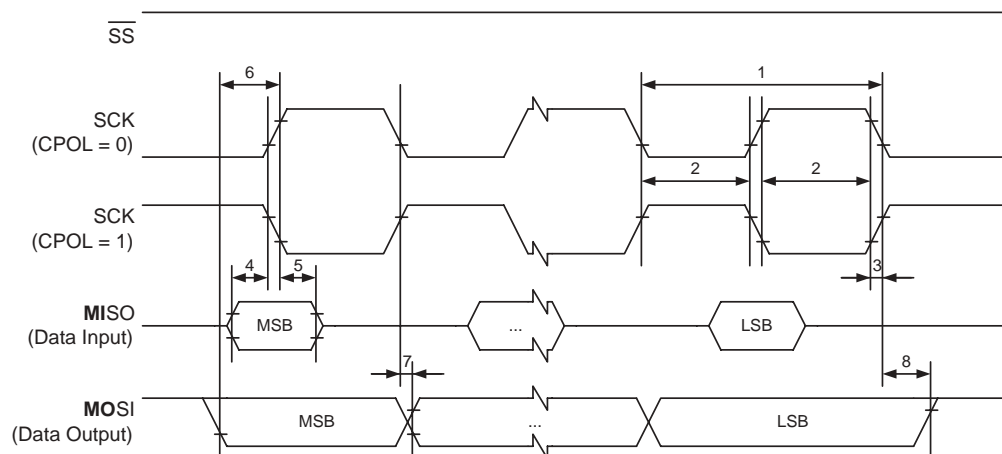 SS
6
1
SCK
(CPOL = 0)
2
2
SCK
(CPOL = 1)
4
5
3
MISO
(Data Input)
MSB
...
LSB
7
8
MOSI
(Data Output)
MSB
...
LSB